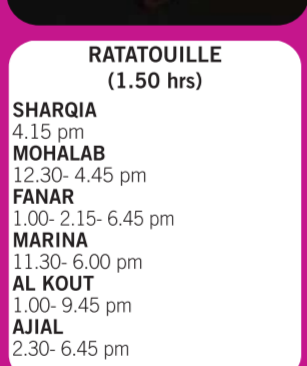 RATATOUILLE
(1.50 hrs)
SHARQIA
4.15 pm
MOHALAB
12.30- 4.45 pm
FANAR
1.00- 2.15- 6.45 pm
MARINA
11.30- 6.00 pm
AL KOUT
1.00- 9.45 pm
AJIAL
2.30- 6.45 pm